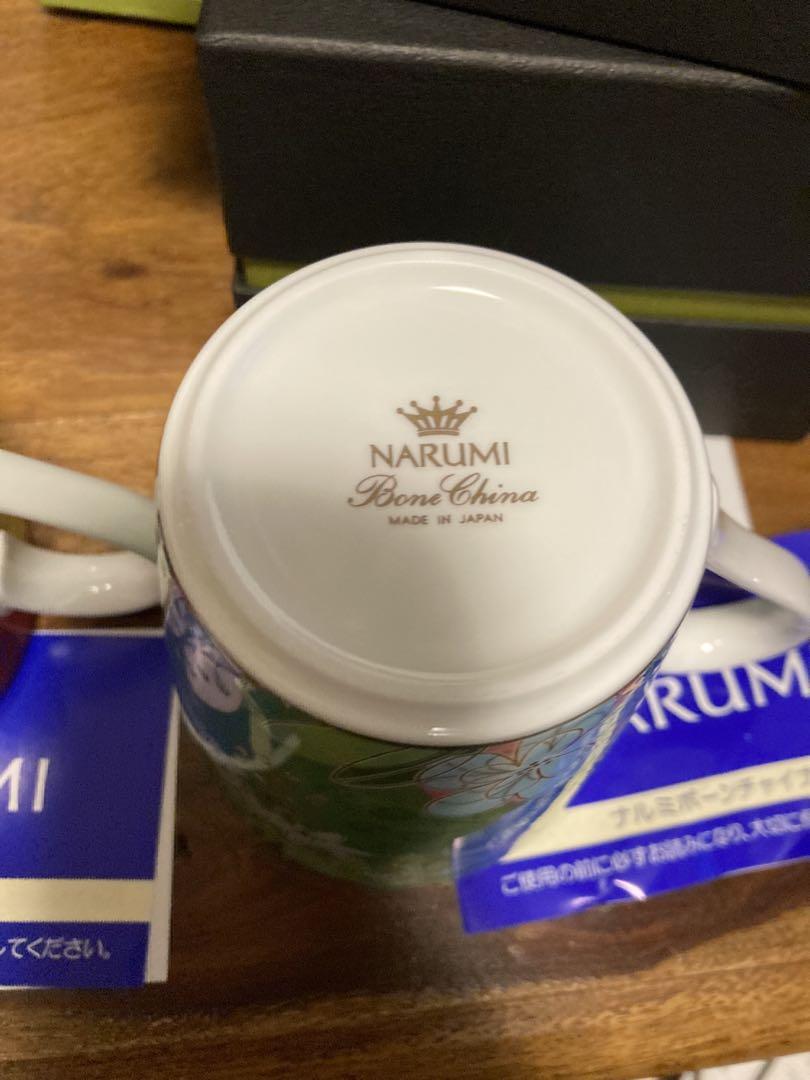 NARUMI
Bone China
MADE IN JAPAN
ARUMI
ナルミボーンチャイ
ご使用の前に必ずお読みになり、大切に
MI
してください。